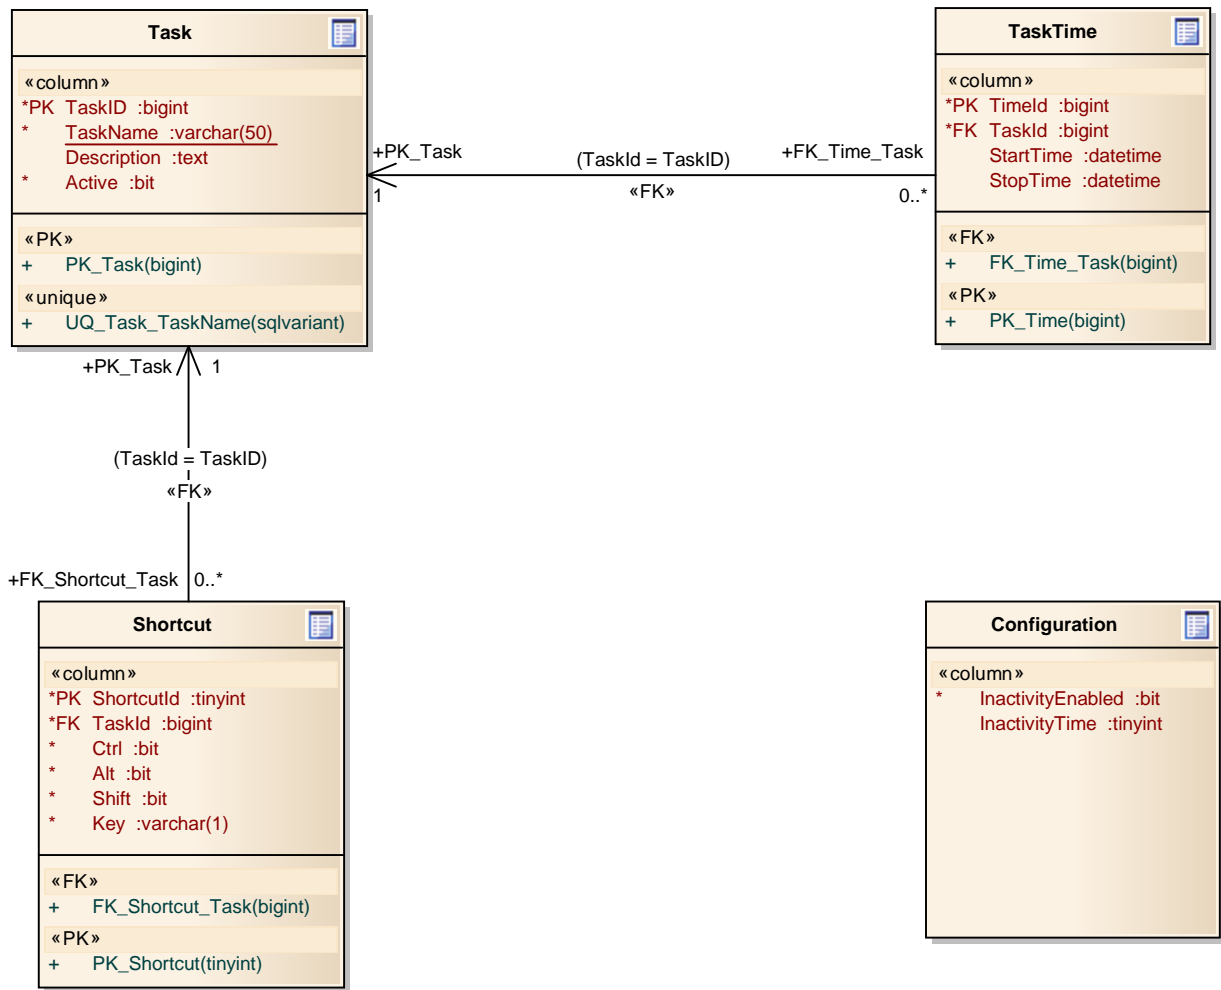 Task
«column»
*PK TaskID :bigint
* TaskName :varchar(50)
Description :text
* Active :bit
«PK»
+ PK_Task(bigint)
«unique»
+ UQ_Task_TaskName(sqlvariant)
TaskTime
«column»
*PK TimeId :bigint
*FK TaskId :bigint
StartTime :datetime
StopTime :datetime
«FK»
+ FK_Time_Task(bigint)
«PK»
+ PK_Time(bigint)
+PK_Task
(TaskId = TaskID)
+FK_Time_Task
1
«FK»
0..*
+PK_Task
1
(TaskId = TaskID)
«FK»
+FK_Shortcut_Task
0..*
Shortcut
«column»
*PK ShortcutId :tinyint
*FK TaskId :bigint
* Ctrl :bit
* Alt :bit
* Shift :bit
* Key :varchar(1)
«FK»
+ FK_Shortcut_Task(bigint)
«PK»
+ PK_Shortcut(tinyint)
Configuration
«column»
* InactivityEnabled :bit
InactivityTime :tinyint